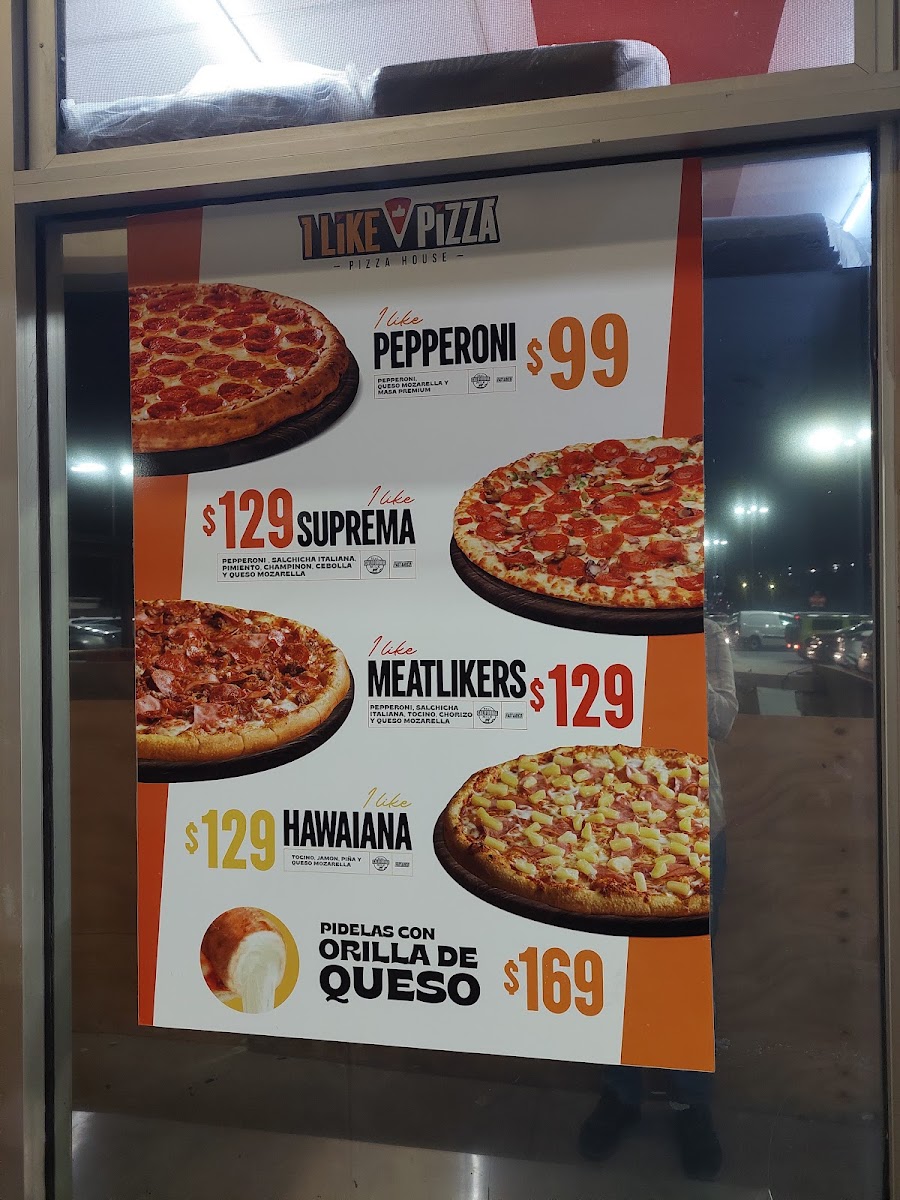 I LIKE PIZZA
- PIZZA HOUSE -
I like
PEPPERONI
$99
PEPPERONI,
QUESO MOZARELLA Y
MASA PREMIUM
I like
$129 SUPREMA
PEPPERONI, SALCHICHA ITALIANA,
PIMIENTO, CHAMPIÑON, CEBOLLA
Y QUESO MOZARELLA
I like
MEATLIKERS
$129
PEPPERONI, SALCHICHA
ITALIANA, TOCINO, CHORIZO
Y QUESO MOZARELLA
I like
$129 HAWAIANA
TOCINO, JAMON, PIÑA Y
QUESO MOZARELLA
PIDELAS CON
ORILLA DE
QUESO
$169